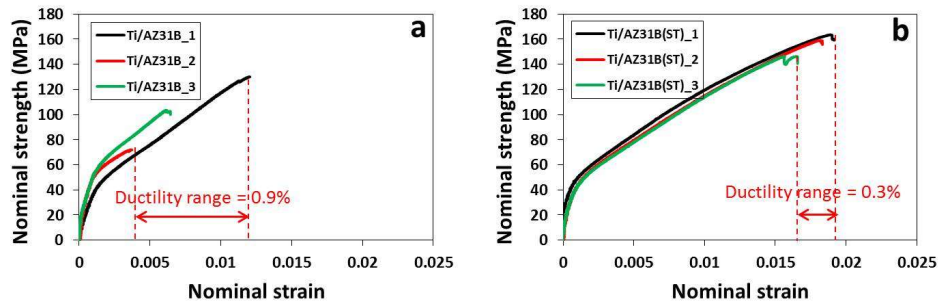 a
Nominal strength (MPa)
180
160
140
120
100
80
60
40
20
0
Ti/AZ31B_1
Ti/AZ31B_2
Ti/AZ31B_3
Ductility range = 0.9%
0
0.005
0.01
0.015
0.02
0.025
Nominal strain
b
Nominal strength (MPa)
180
160
140
120
100
80
60
40
20
0
Ti/AZ31B(ST)_1
Ti/AZ31B(ST)_2
Ti/AZ31B(ST)_3
Ductility range = 0.3%
0
0.005
0.01
0.015
0.02
0.025
Nominal strain